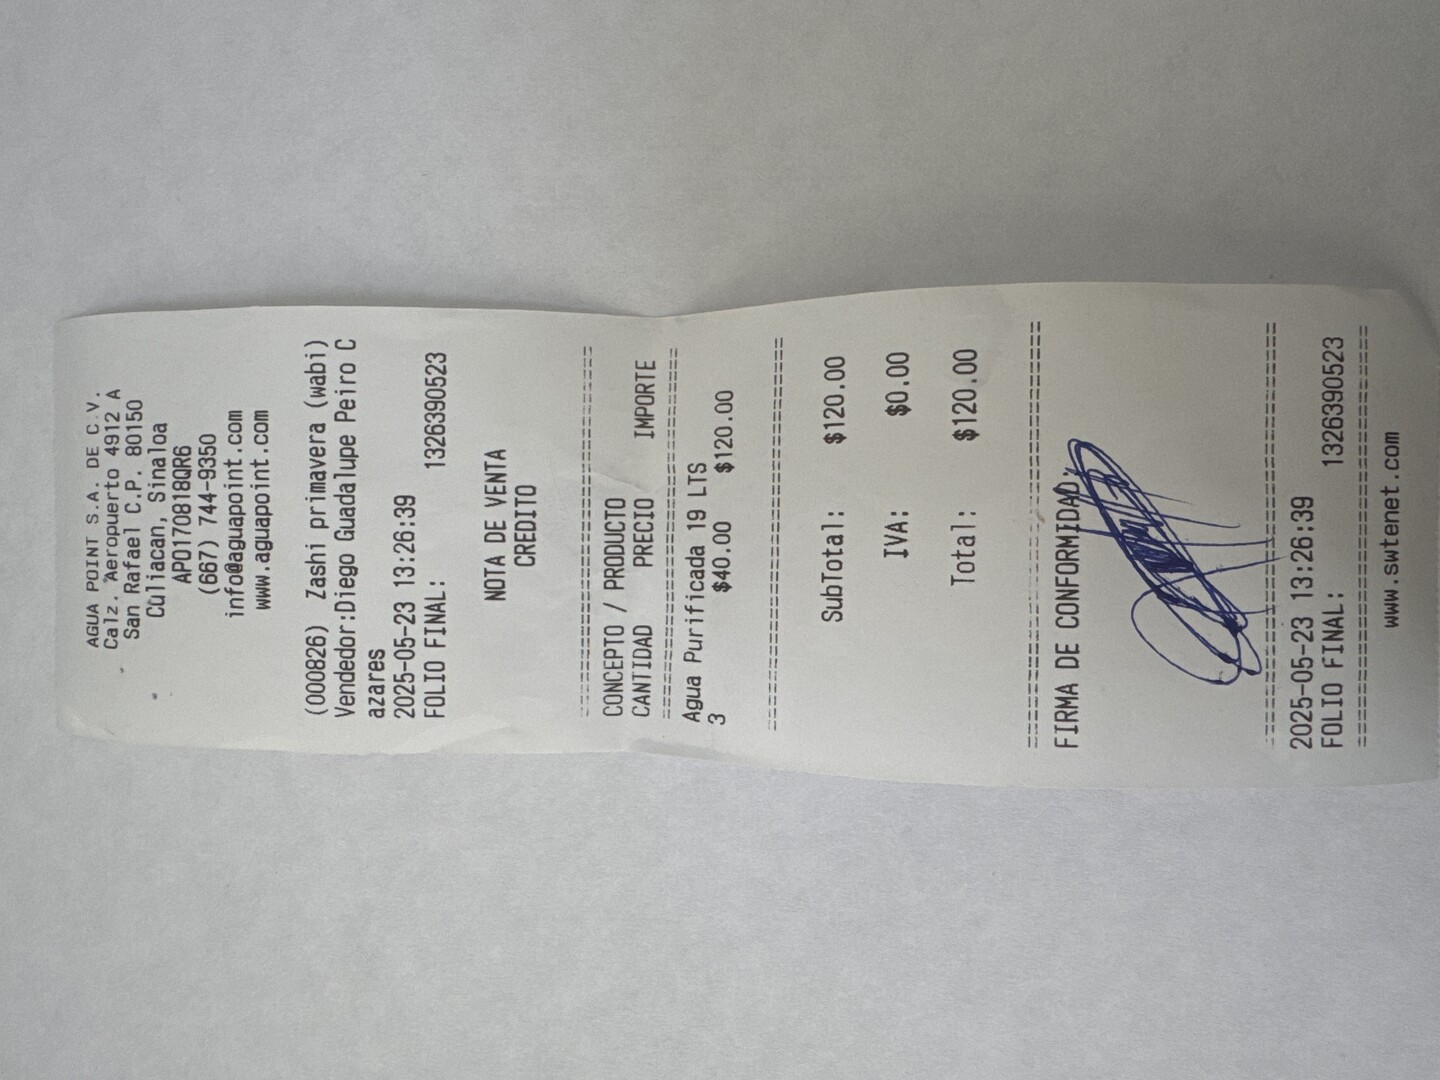 AGUA POINT S.A. DE C.V.
Calz. Aeropuerto 4912 A
San Rafael C.P. 80150
Culiacan, Sinaloa
APO170818QR6
(667) 744-9350
info@aguapoint.com
www.aguapoint.com
(000826) Zashi primavera (wabi)
Vendedor:Diego Guadalupe Peiro C
azares
2025-05-23 13:26:39
FOLIO FINAL: 1326390523
NOTA DE VENTA
CREDITO
CONCEPTO / PRODUCTO
CANTIDAD PRECIO IMPORTE
Agua Purificada 19 LTS
3 $40.00 $120.00
SubTotal: $120.00
IVA: $0.00
Total: $120.00
FIRMA DE CONFORMIDAD:
2025-05-23 13:26:39
FOLIO FINAL: 1326390523
www.swtenet.com